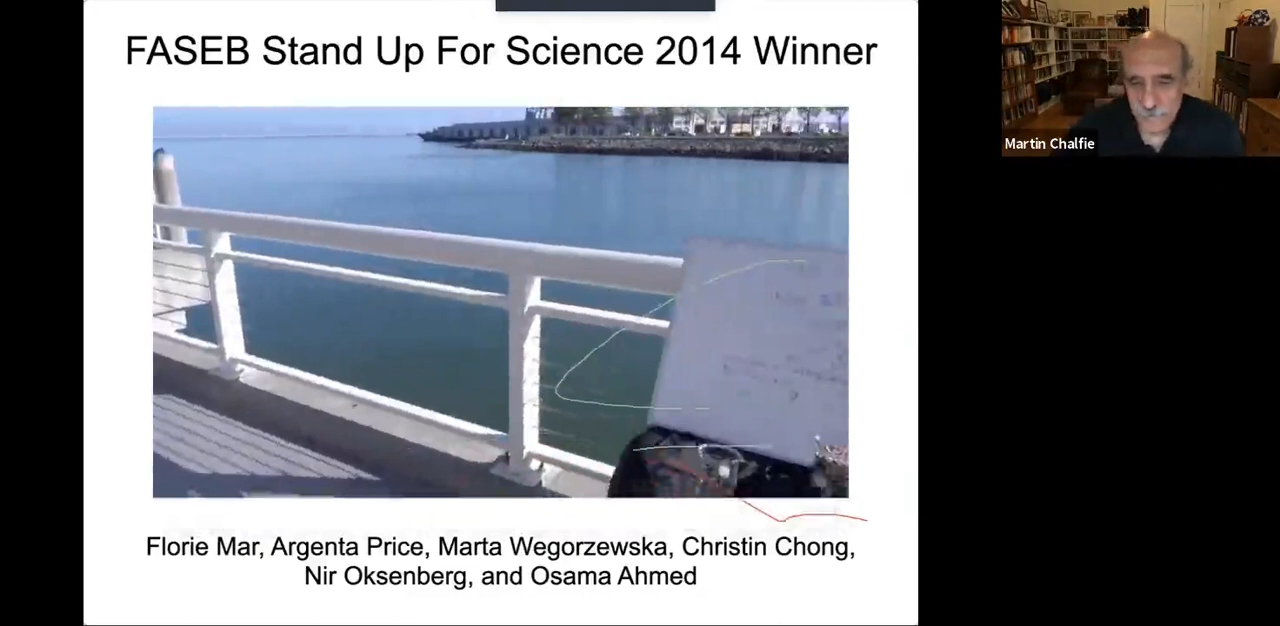 FASEB Stand Up For Science 2014 Winner
Martin Chalfie
Florie Mar, Argenta Price, Marta Wegorzewska, Christin Chong,
Nir Oksenberg, and Osama Ahmed